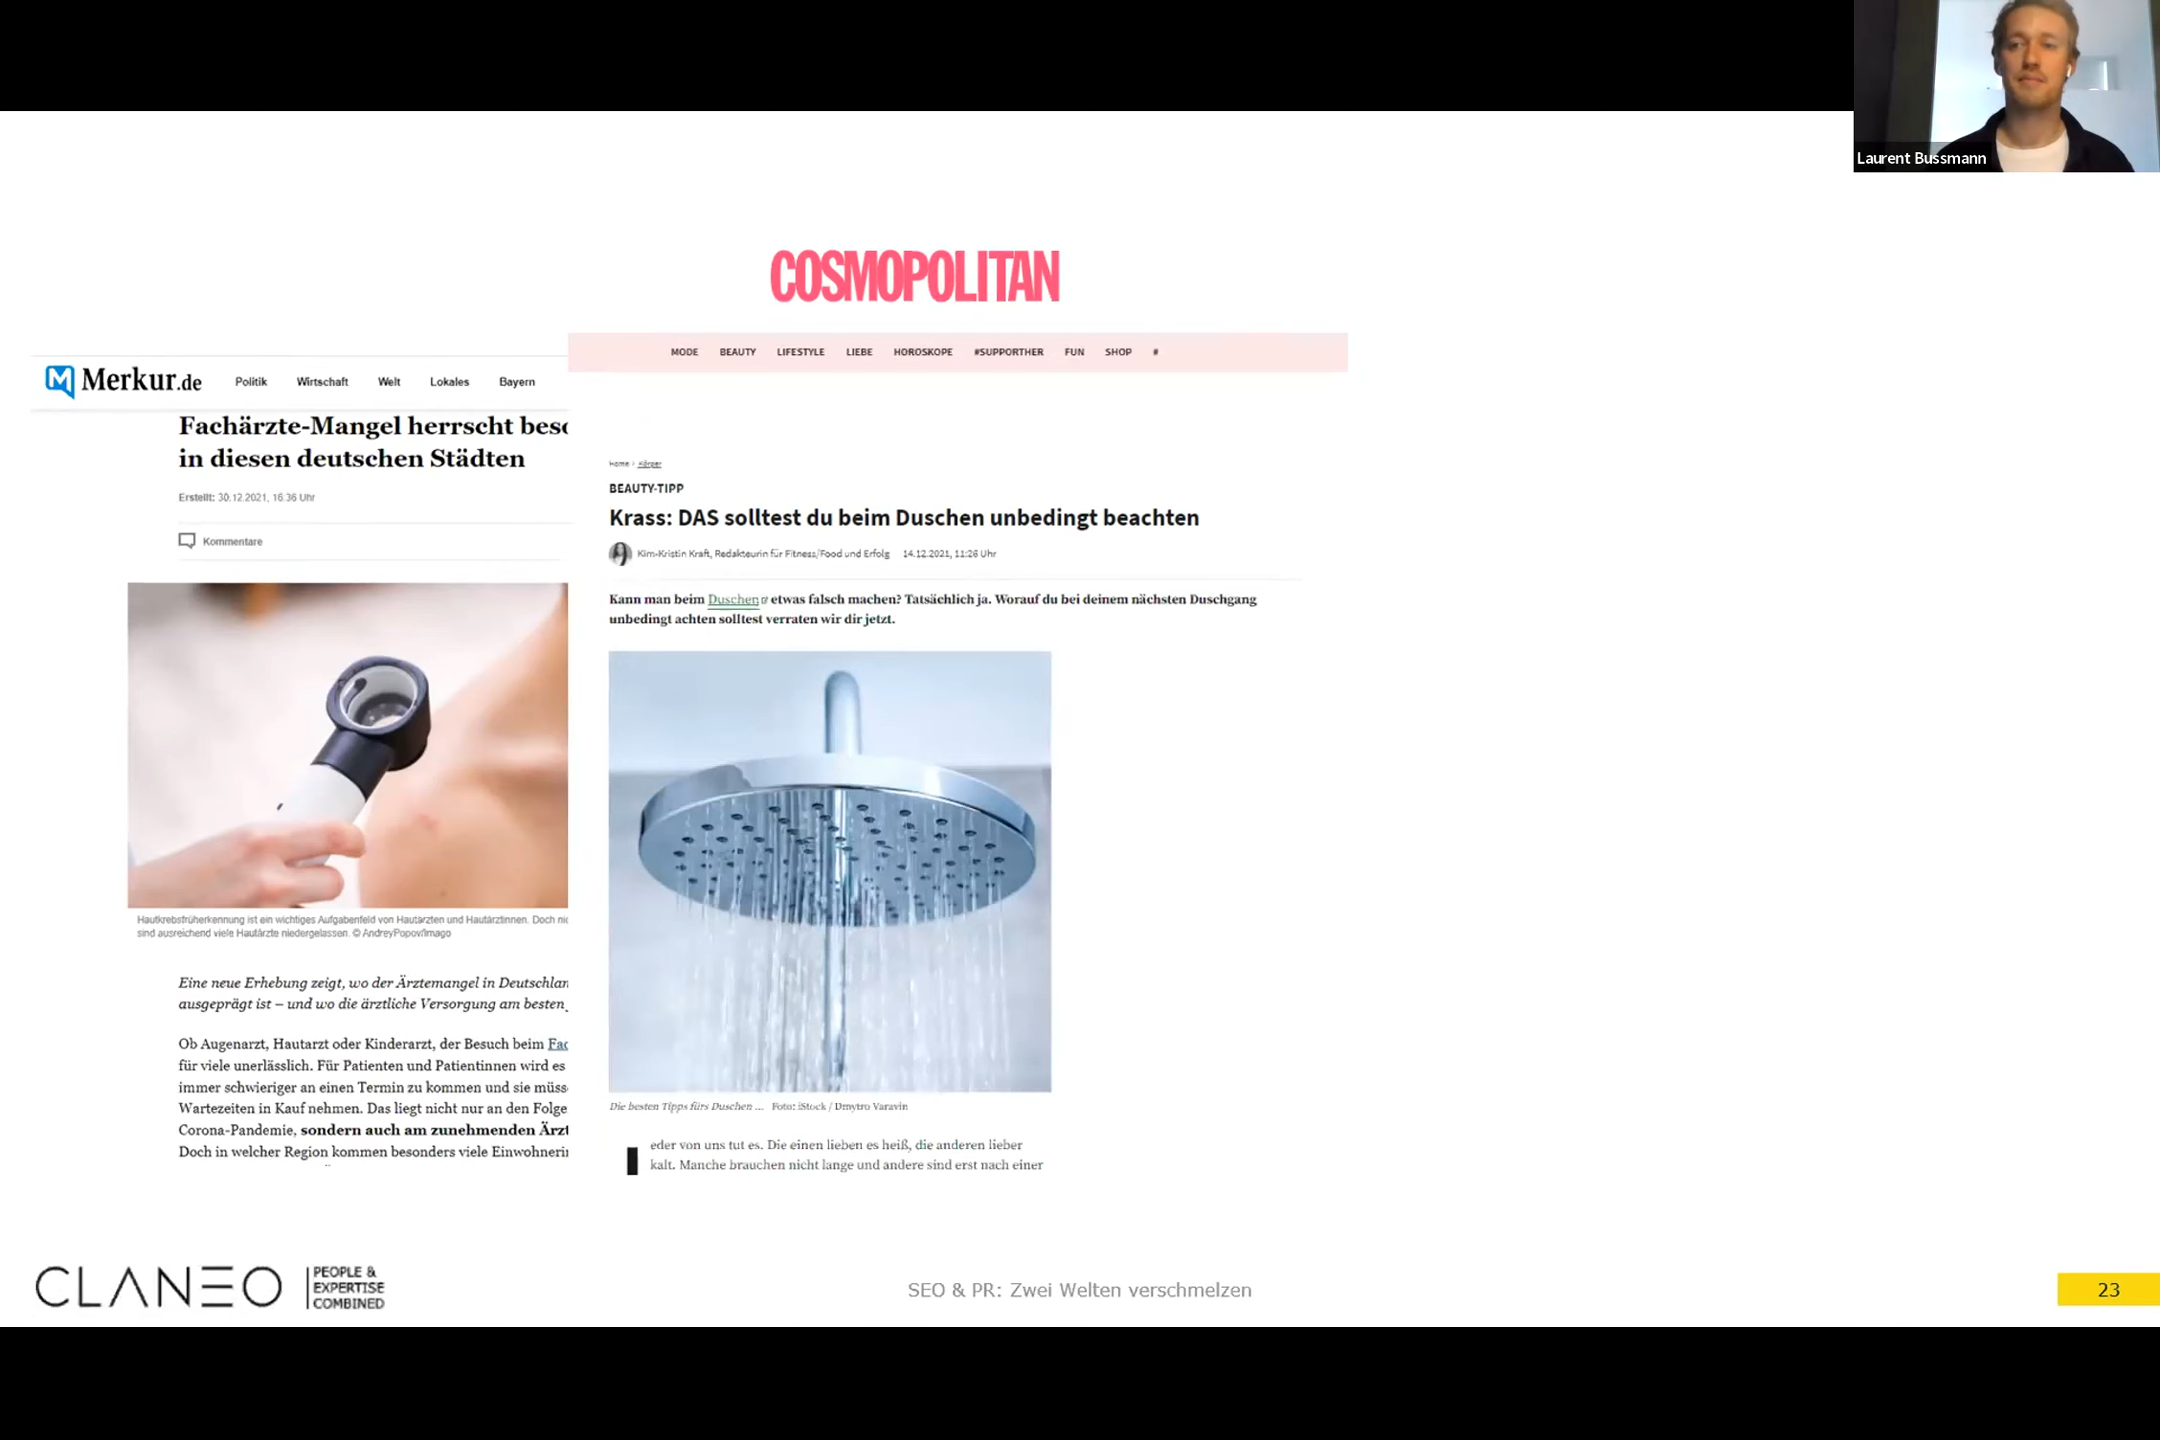 Laurent Bussmann
COSMOPOLITAN
MODE BEAUTY LIFESTYLE LIEBE HOROSKOPE #SUPPORTHER FUN SHOP #
Merkur.de Politik Wirtschaft Welt Lokales Bayern
Fachärzte-Mangel herrscht beso
in diesen deutschen Städten
Erstellt: 30.12.2021, 16:36 Uhr
Kommentare
Hautkrebsfrüherkennung ist ein wichtiges Aufgabenfeld von Hautärzten und Hautärztinnen. Doch nic
sind ausreichend viele Hautärzte niedergelassen. © AndreyPopov/Imago
Eine neue Erhebung zeigt, wo der Ärztemangel in Deutschlan
ausgeprägt ist – und wo die ärztliche Versorgung am besten
Ob Augenarzt, Hautarzt oder Kinderarzt, der Besuch beim Fac
für viele unerlässlich. Für Patienten und Patientinnen wird es
immer schwieriger an einen Termin zu kommen und sie müss
Wartezeiten in Kauf nehmen. Das liegt nicht nur an den Folge
Corona-Pandemie, sondern auch am zunehmenden Ärzt
Doch in welcher Region kommen besonders viele Einwohnerin
Home › Körper
BEAUTY-TIPP
Krass: DAS solltest du beim Duschen unbedingt beachten
Kim-Kristin Kraft, Redakteurin für Fitness/Food und Erfolg 14.12.2021, 11:26 Uhr
Kann man beim Duschen etwas falsch machen? Tatsächlich ja. Worauf du bei deinem nächsten Duschgang
unbedingt achten solltest verraten wir dir jetzt.
Die besten Tipps fürs Duschen ... Foto: iStock / Dmytro Varavin
eder von uns tut es. Die einen lieben es heiß, die anderen lieber
kalt. Manche brauchen nicht lange und andere sind erst nach einer
CLANEO PEOPLE &
EXPERTISE
COMBINED
SEO & PR: Zwei Welten verschmelzen
23